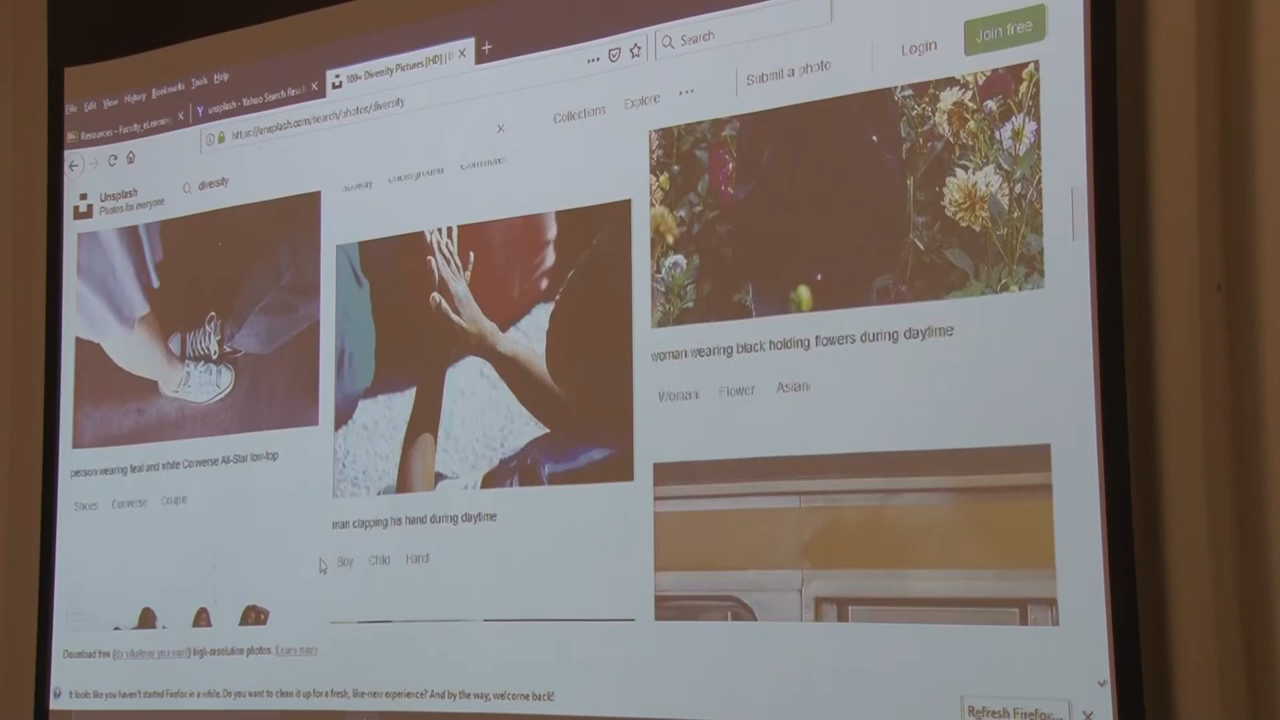 File Edit View History Bookmarks Tools Help
Resources - Faculty_eLearning
unsplash - Yahoo Search Resul
100+ Diversity Pictures [HD] | D
https://unsplash.com/search/photos/diversity
Search
Unsplash
Photos for everyone
diversity
Collections
Explore
Submit a photo
Login
Join free
Subway Underground Commuter
person wearing teal and white Converse All-Star low-top
Shoes Converse Couple
man clapping his hand during daytime
Boy Child Hand
woman wearing black holding flowers during daytime
Woman Flower Asian
Download free (do whatever you want) high-resolution photos. Learn more
It looks like you haven't started Firefox in a while. Do you want to clean it up for a fresh, like-new experience? And by the way, welcome back!
Refresh Firefox...